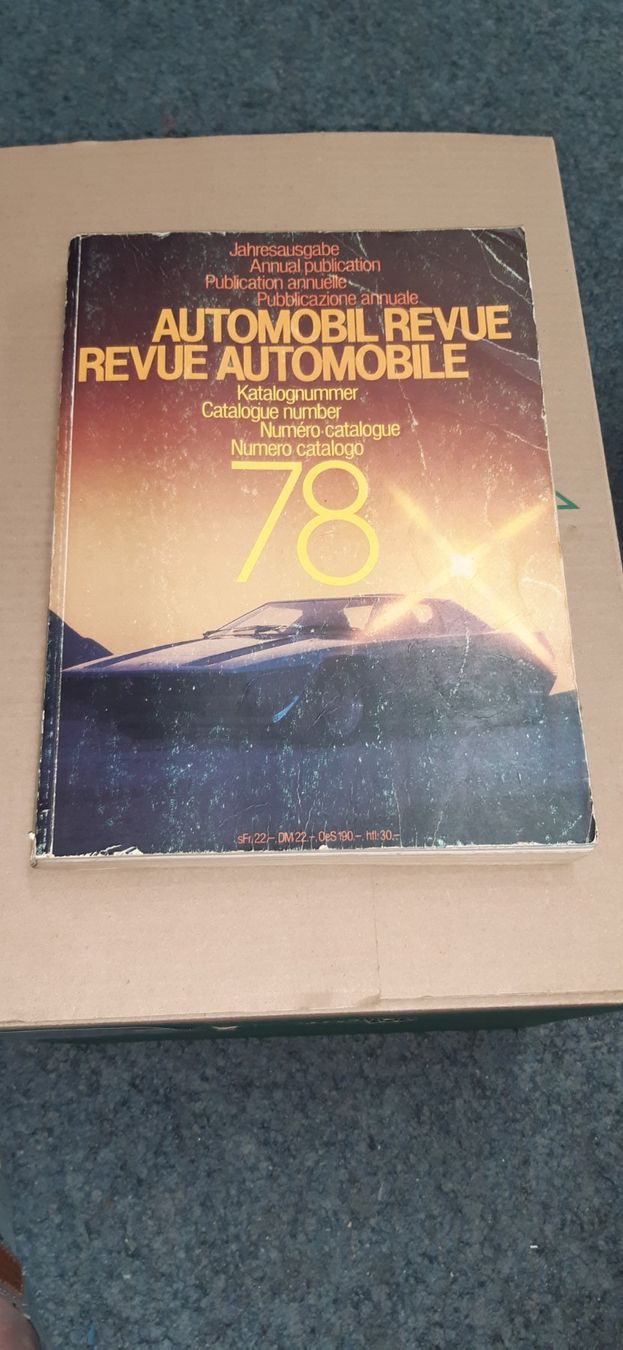 Jahresausgabe
Annual publication
Publication annuelle
Pubblicazione annuale
AUTOMOBIL REVUE
REVUE AUTOMOBILE
Katalognummer
Catalogue number
Numéro catalogue
Numero catalogo
78
sFr. 22.– DM 22.– OeS 190.– hfl. 30.–